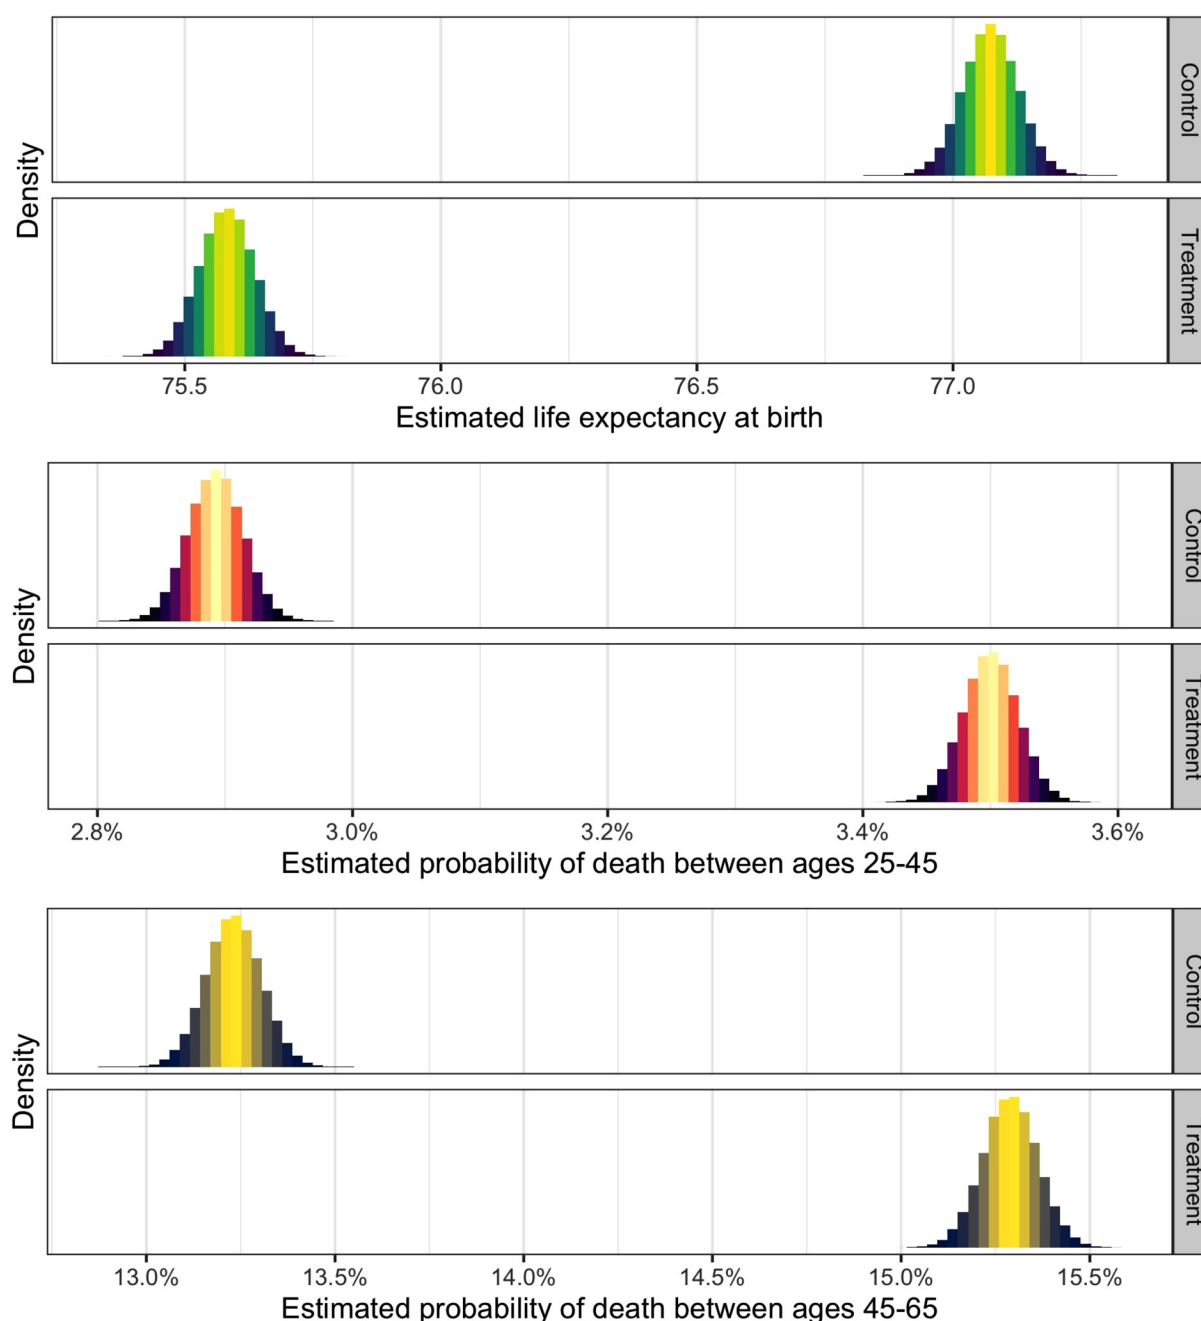 Density
Control
Treatment
75.5 76.0 76.5 77.0
Estimated life expectancy at birth
Density
Control
Treatment
2.8% 3.0% 3.2% 3.4% 3.6%
Estimated probability of death between ages 25-45
Density
Control
Treatment
13.0% 13.5% 14.0% 14.5% 15.0% 15.5%
Estimated probability of death between ages 45-65